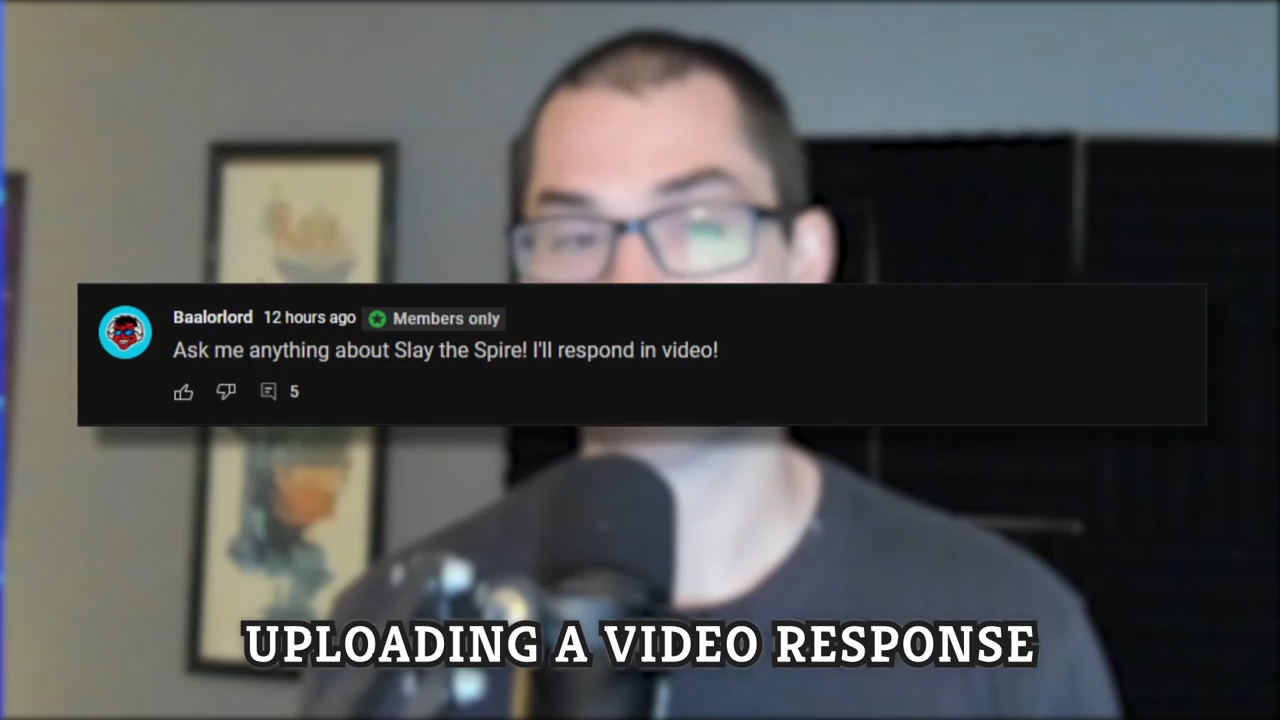 Baalorlord 12 hours ago Members only
Ask me anything about Slay the Spire! I'll respond in video!
5
UPLOADING A VIDEO RESPONSE